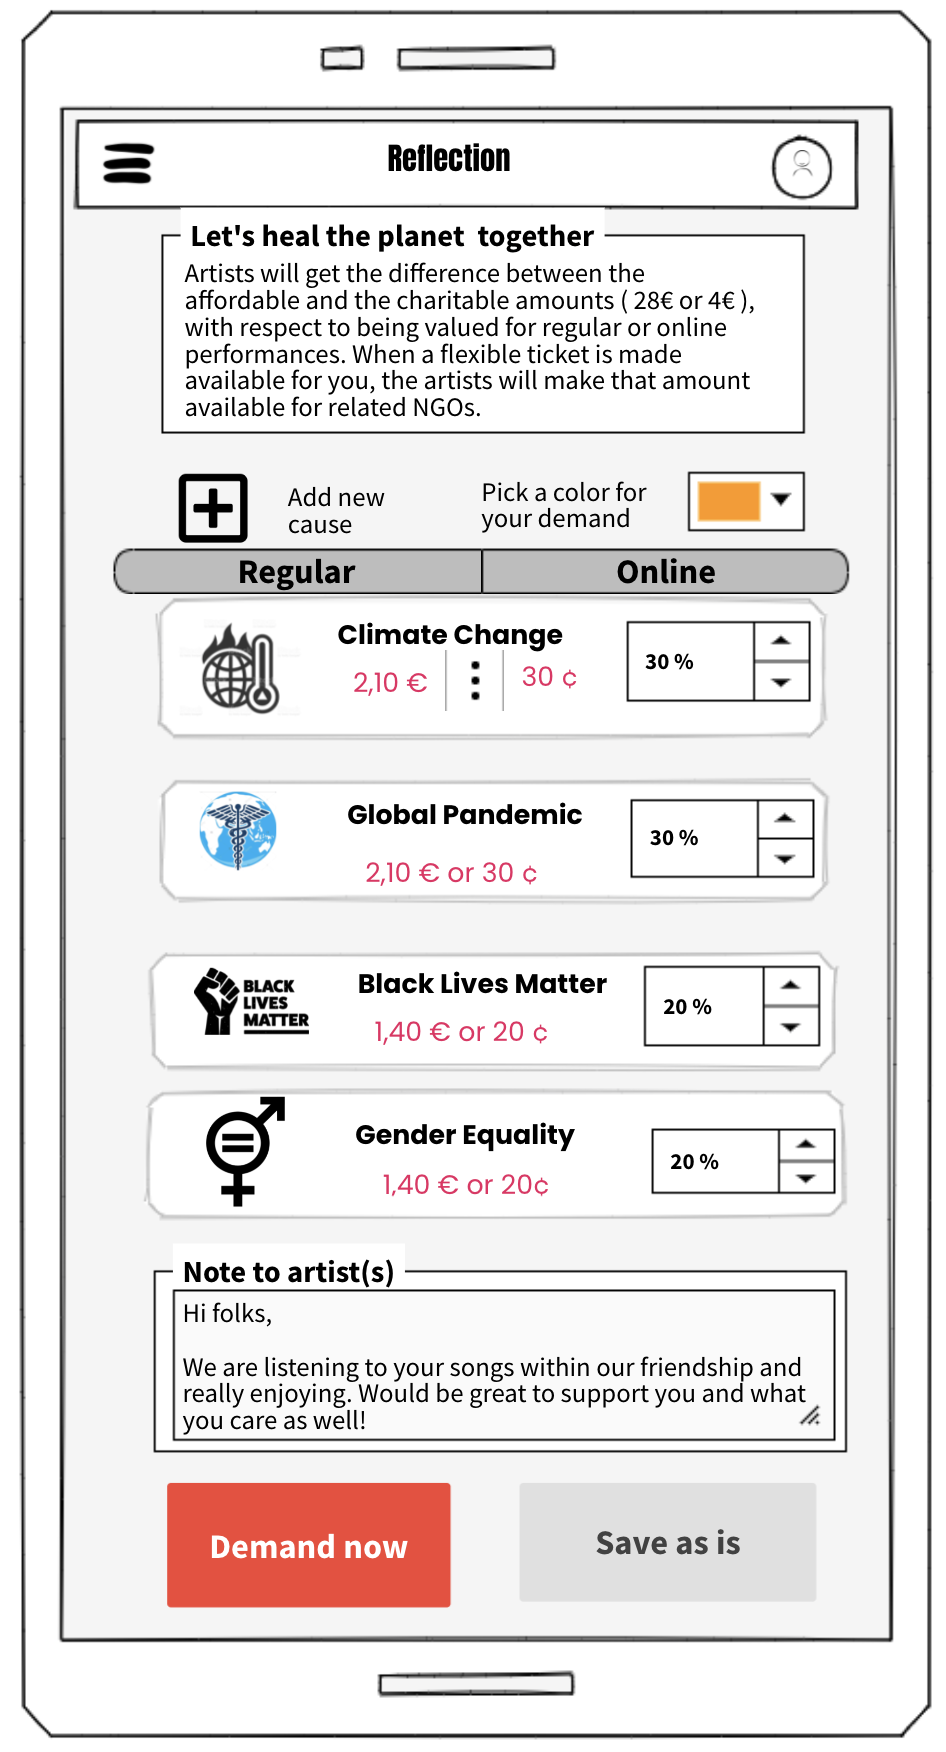 Reflection
Let's heal the planet  together
Artists will get the difference between the
affordable and the charitable amounts ( 28€ or 4€ ),
with respect to being valued for regular or online
performances. When a flexible ticket is made
available for you, the artists will make that amount
available for related NGOs.
Add new
cause
Pick a color for
your demand
Regular
Online
Climate Change
2,10 €
30 ¢
30 %
Global Pandemic
2,10 € or 30 ¢
30 %
BLACK
LIVES
MATTER
Black Lives Matter
1,40 € or 20 ¢
20 %
Gender Equality
1,40 € or 20¢
20 %
Note to artist(s)
Hi folks,
We are listening to your songs within our friendship and
really enjoying. Would be great to support you and what
you care as well!
Demand now
Save as is